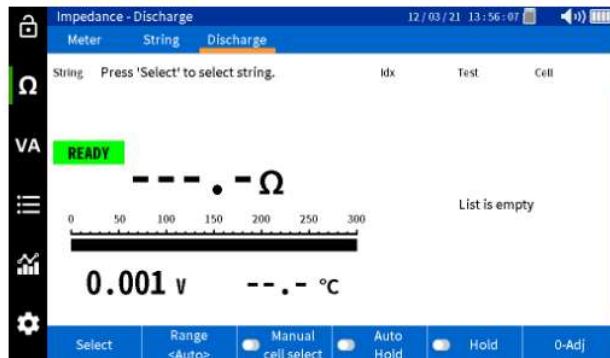 Impedance - Discharge 12/03/21 13:56:07
Meter String Discharge
String Press 'Select' to select string. Idx Test Cell
Ω
VA
READY
---.-Ω
List is empty
0 50 100 150 200 250 300
0.001 V --.- °C
Select Range <Auto> Manual cell select Auto Hold Hold 0-Adj